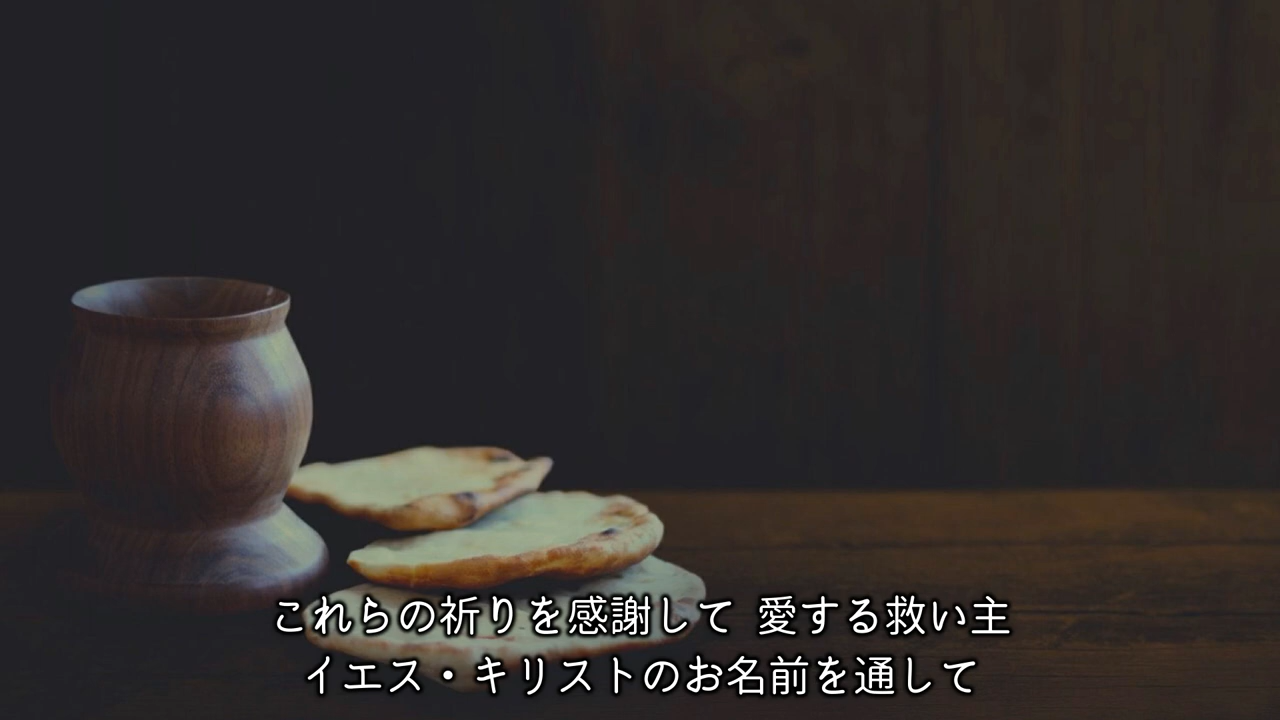 これらの祈りを感謝して 愛する救い主
イエス・キリストのお名前を通して